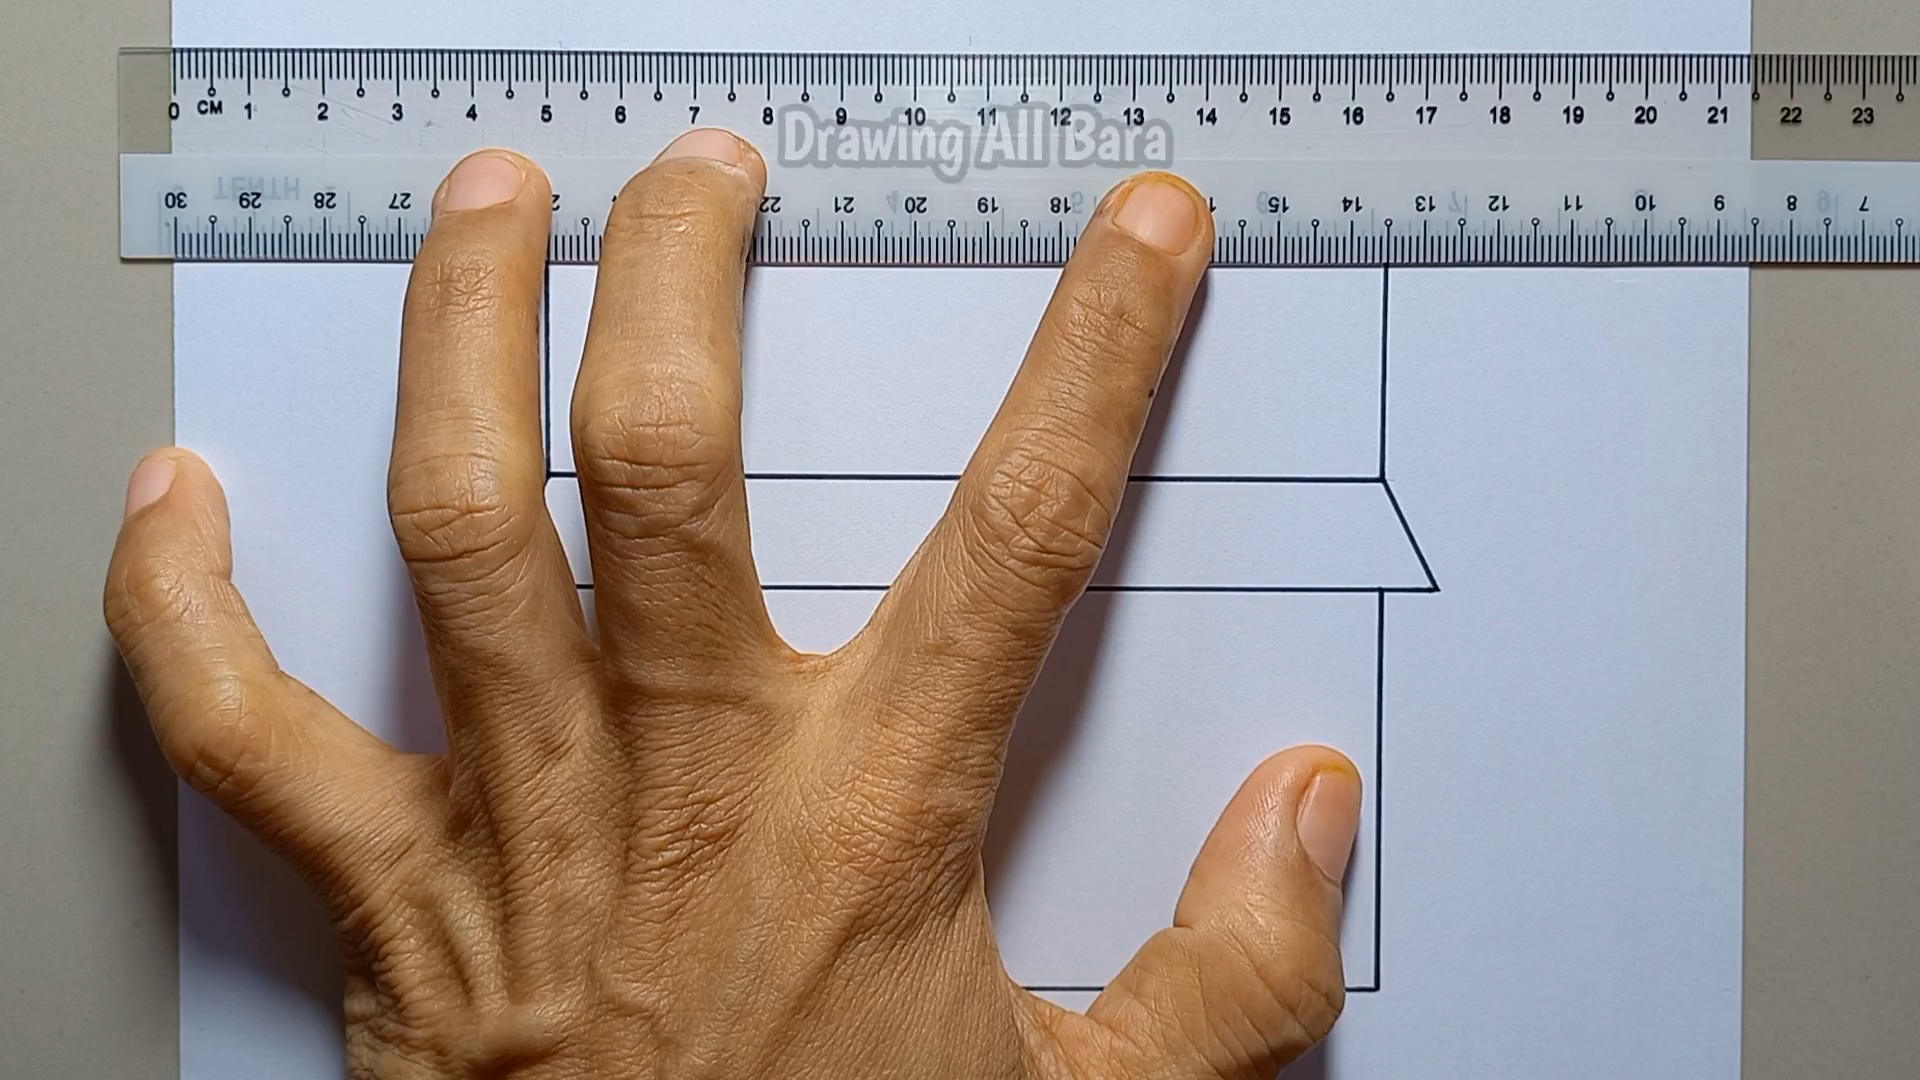 0 CM 1 2 3 4 5 6 7 8 9 10 11 12 13 14 15 16 17 18 19 20 21 22 23
Drawing All Bara
TENTH
30 29 28 27 22 21 20 19 18 15 14 13 12 11 10 9 8 7